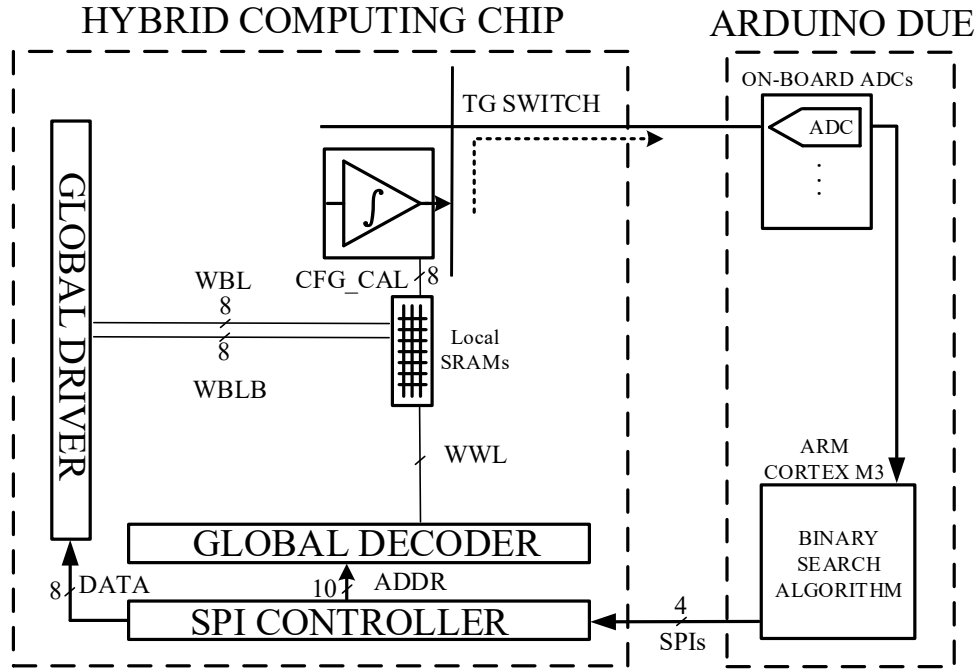 HYBRID COMPUTING CHIP
ARDUINO DUE
ON-BOARD ADCs
TG SWITCH
ADC
GLOBAL DRIVER
∫
CFG_CAL
8
WBL
8
8
WBLB
Local
SRAMs
WWL
ARM
CORTEX M3
GLOBAL DECODER
BINARY
SEARCH
ALGORITHM
8
DATA
10
ADDR
SPI CONTROLLER
4
SPIs